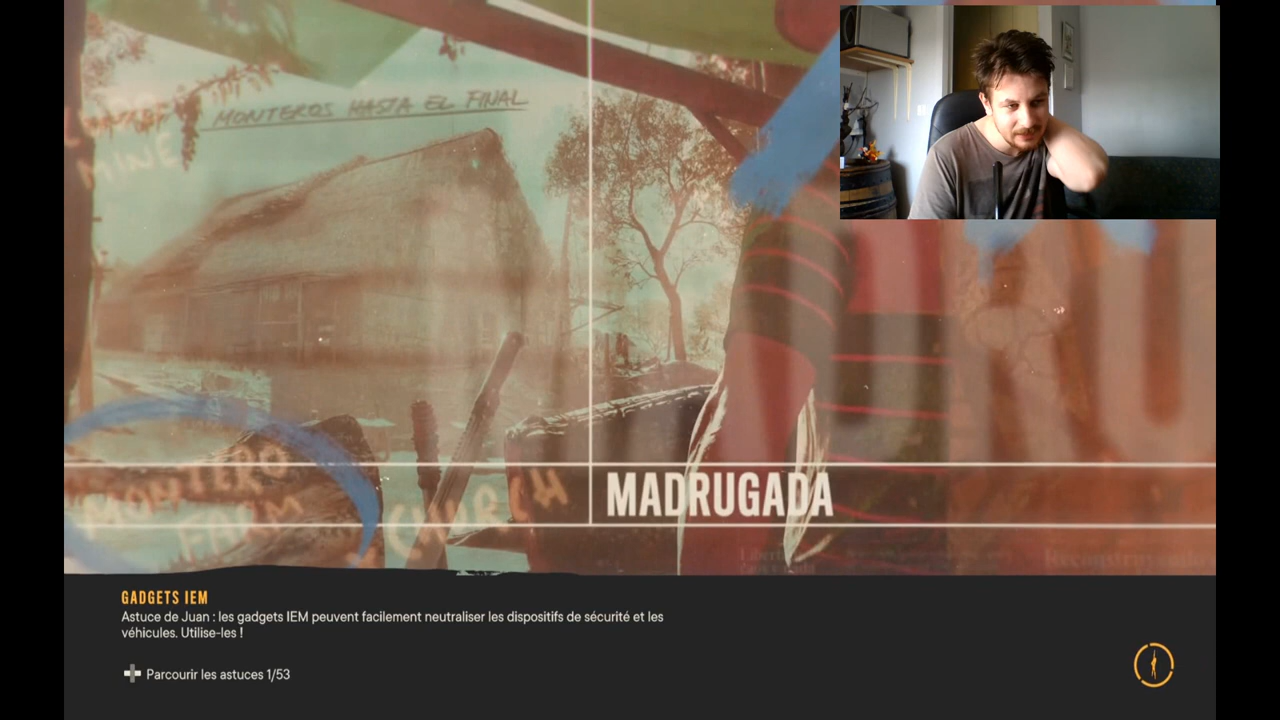 MONTEROS HASTA EL FINAL
MINE
MONTERO
FARM
CHURCH
MADRUGADA
GADGETS IEM
Astuce de Juan : les gadgets IEM peuvent facilement neutraliser les dispositifs de sécurité et les
véhicules. Utilise-les !
Parcourir les astuces 1/53